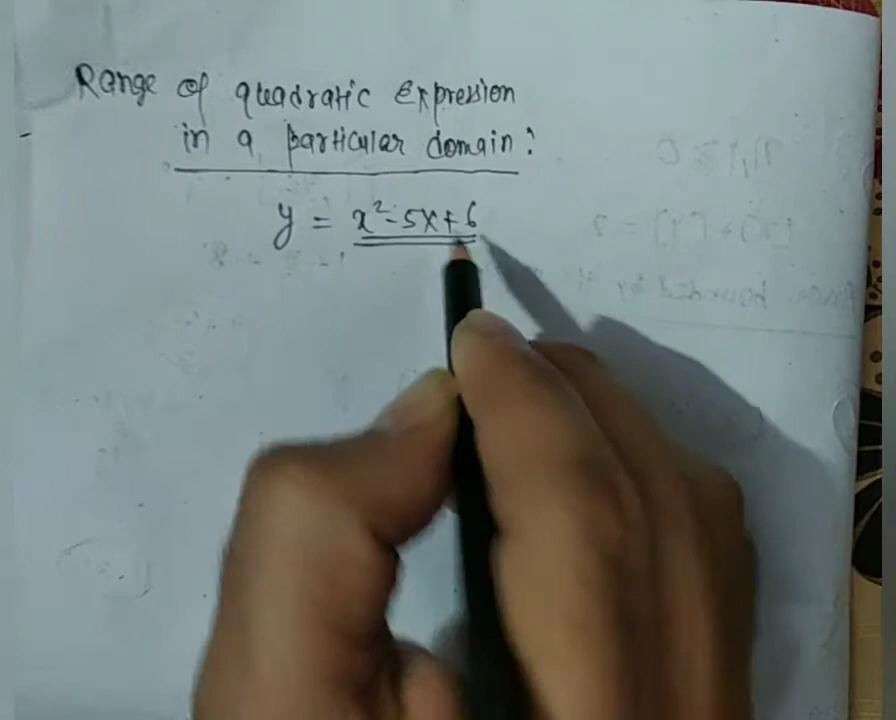 Range of quadratic Expression
in a particular domain:
y = x² - 5x + 6